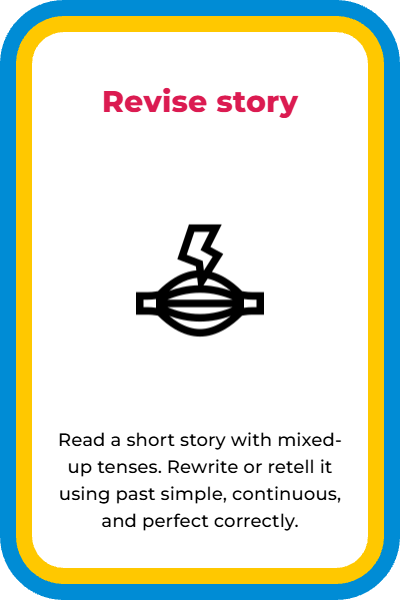 Revise story
Read a short story with mixed-
up tenses. Rewrite or retell it
using past simple, continuous,
and perfect correctly.